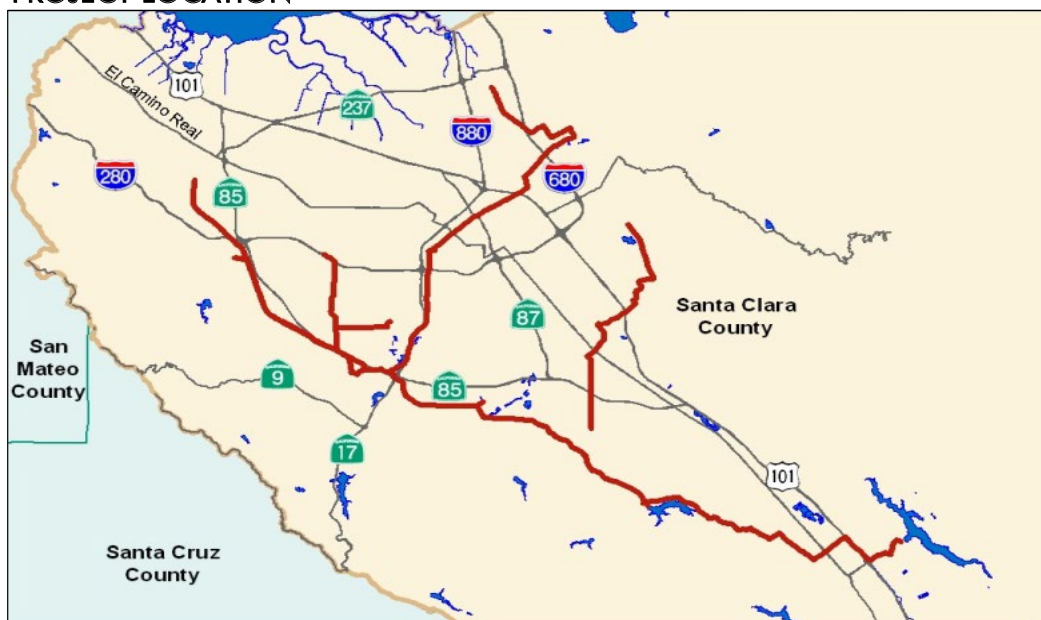 PROJECT LOCATION
101
El Camino Real
237
880
280
85
680
Santa Clara
County
87
San
Mateo
County
9
85
17
101
Santa Cruz
County